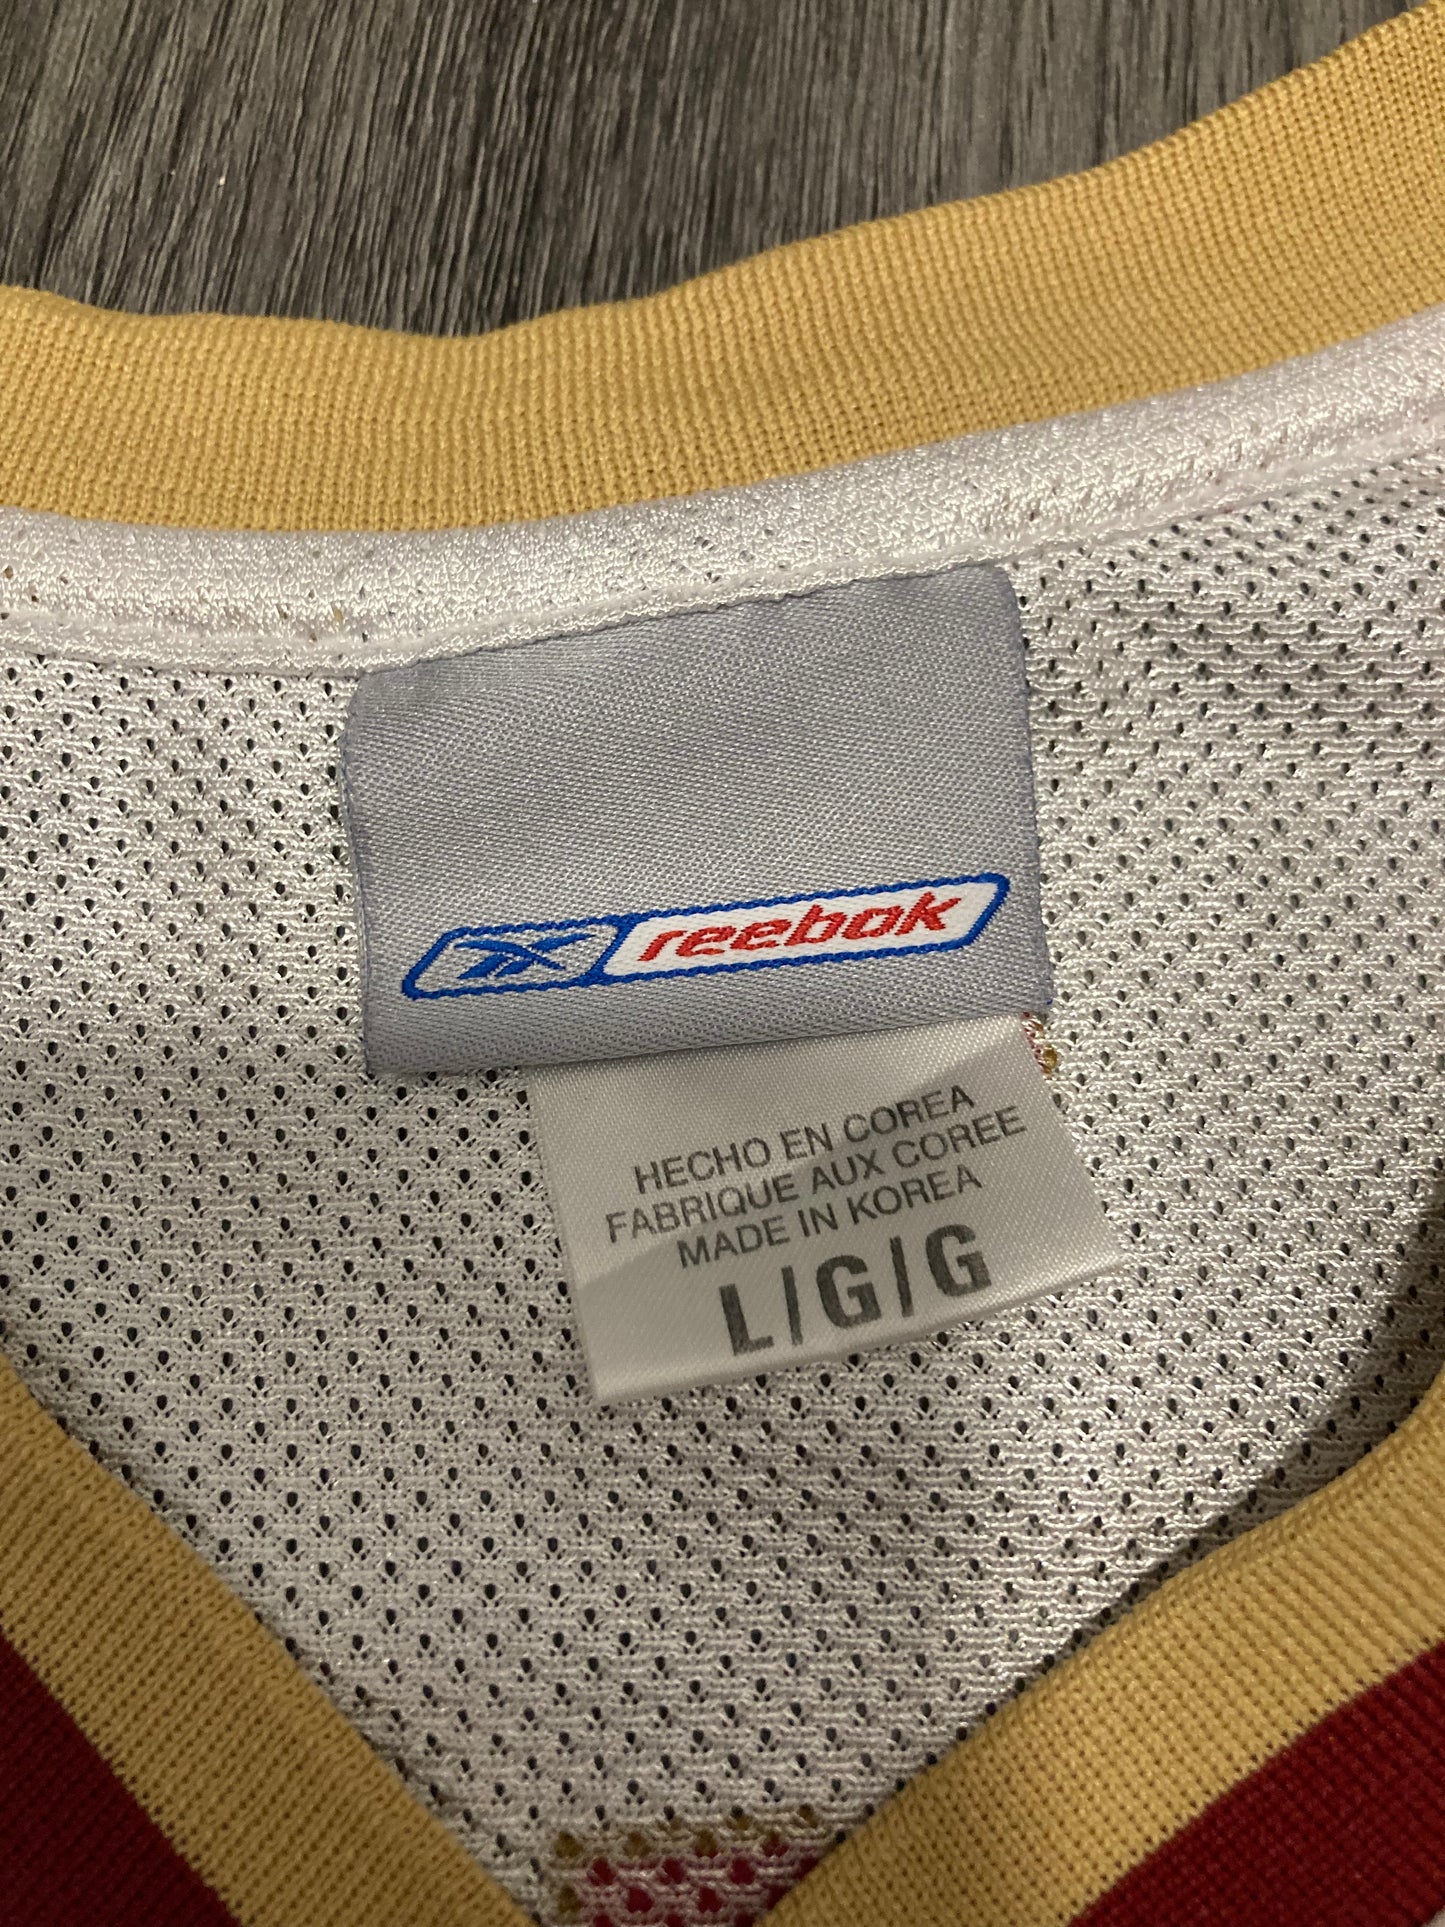 reebok
HECHO EN COREA
FABRIQUE AUX COREE
MADE IN KOREA
L/G/G